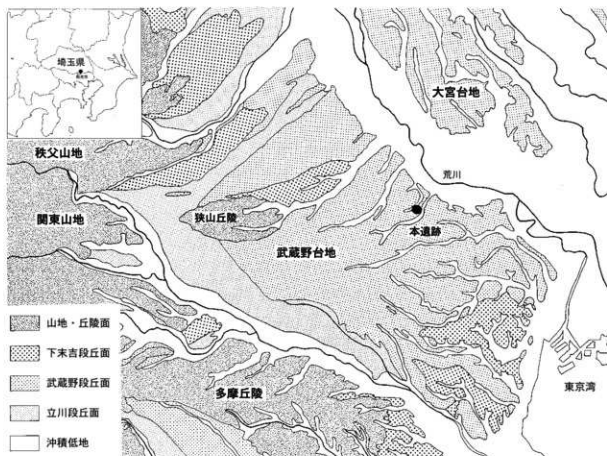 埼玉県
大宮台地
秩父山地
荒川
関東山地
狭山丘陵
本遺跡
武蔵野台地
山地・丘陵面
下末吉段丘面
武蔵野段丘面
立川段丘面
沖積低地
多摩丘陵
東京湾